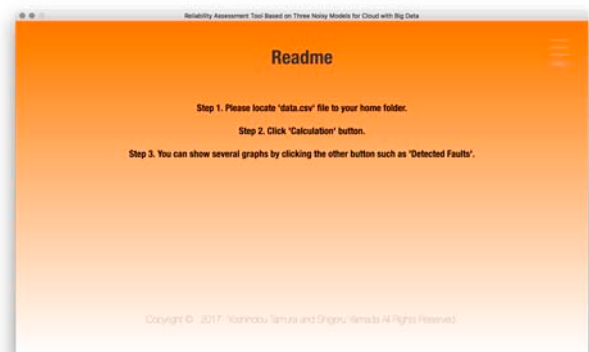 Reliability Assessment Tool Based on Three Noisy Models for Cloud with Big Data
Readme
Step 1. Please locate 'data.csv' file to your home folder.
Step 2. Click 'Calculation' button.
Step 3. You can show several graphs by clicking the other button such as 'Detected Faults'.
Copyright © 2017- Yoshinobu Tamura and Shigeru Yamada All Rights Reserved